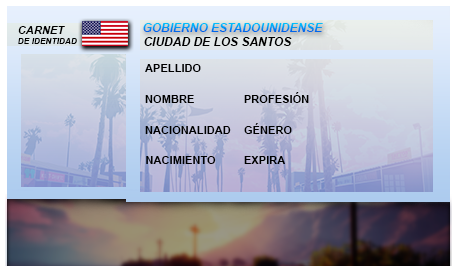 CARNET
DE IDENTIDAD
GOBIERNO ESTADOUNIDENSE
CIUDAD DE LOS SANTOS
APELLIDO
NOMBRE PROFESIÓN
NACIONALIDAD GÉNERO
NACIMIENTO EXPIRA